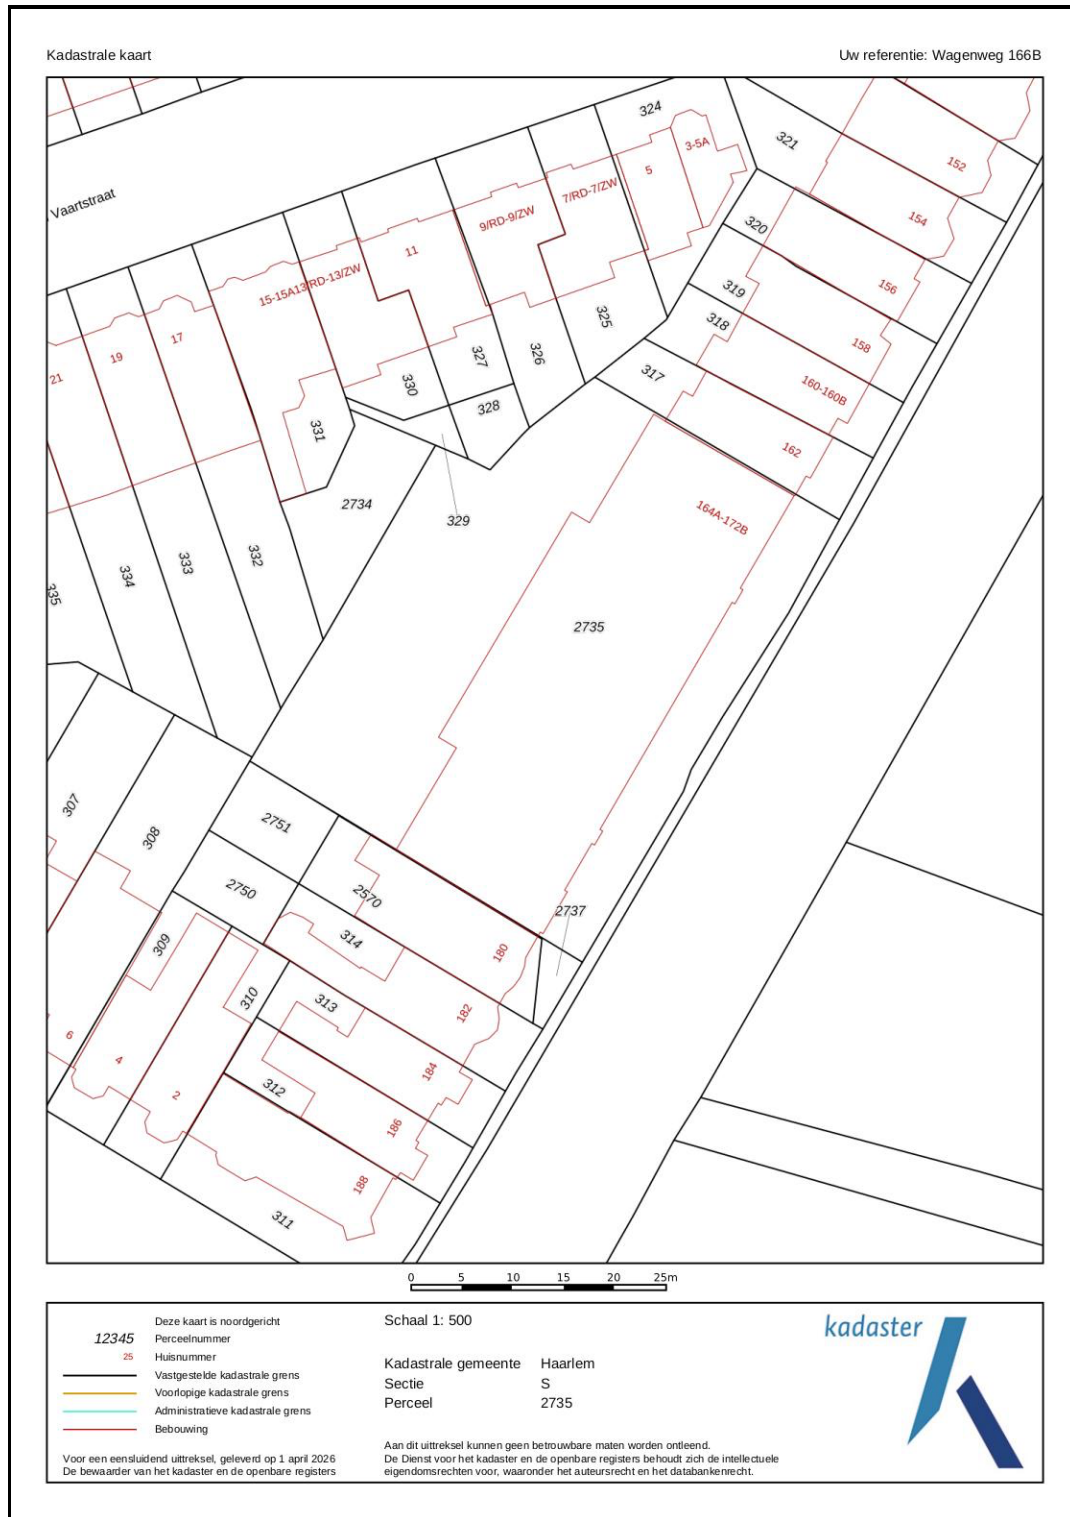 Kadastrale kaart
Uw referentie: Wagenweg 166B
Vaartstraat
324
321
3-5A
5
152
7/RD-7/ZW
9/RD-9/ZW
154
320
11
15-15A13/RD-13/ZW
156
319
318
325
17
19
158
326
327
317
21
330
160-160B
328
331
162
2734
329
164A-172B
332
333
334
335
2735
307
308
2751
2750
2570
2737
314
309
180
310
313
182
6
4
184
2
312
186
188
311
0 5 10 15 20 25m
Deze kaart is noordgericht
12345 Perceelnummer
25 Huisnummer
Vastgestelde kadastrale grens
Voorlopige kadastrale grens
Administratieve kadastrale grens
Bebouwing
Voor een eensluidend uittreksel, geleverd op 1 april 2026
De bewaarder van het kadaster en de openbare registers
Schaal 1: 500
Kadastrale gemeente Haarlem
Sectie S
Perceel 2735
Aan dit uittreksel kunnen geen betrouwbare maten worden ontleend.
De Dienst voor het kadaster en de openbare registers behoudt zich de intellectuele
eigendomsrechten voor, waaronder het auteursrecht en het databankenrecht.
kadaster